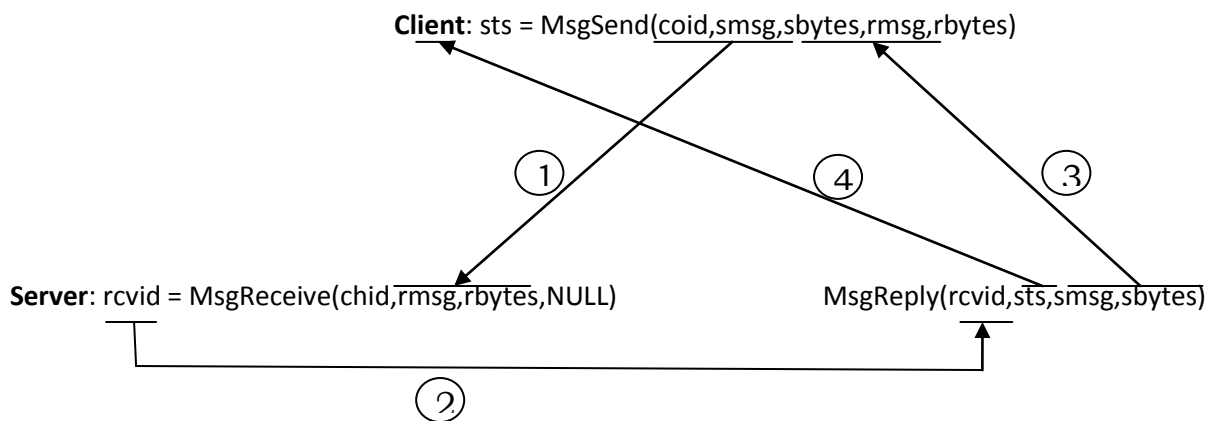 Client: sts = MsgSend(coid,smsg,sbytes,rmsg,rbytes)
1
4
3
Server: rcvid = MsgReceive(chid,rmsg,rbytes,NULL)
MsgReply(rcvid,sts,smsg,sbytes)
2